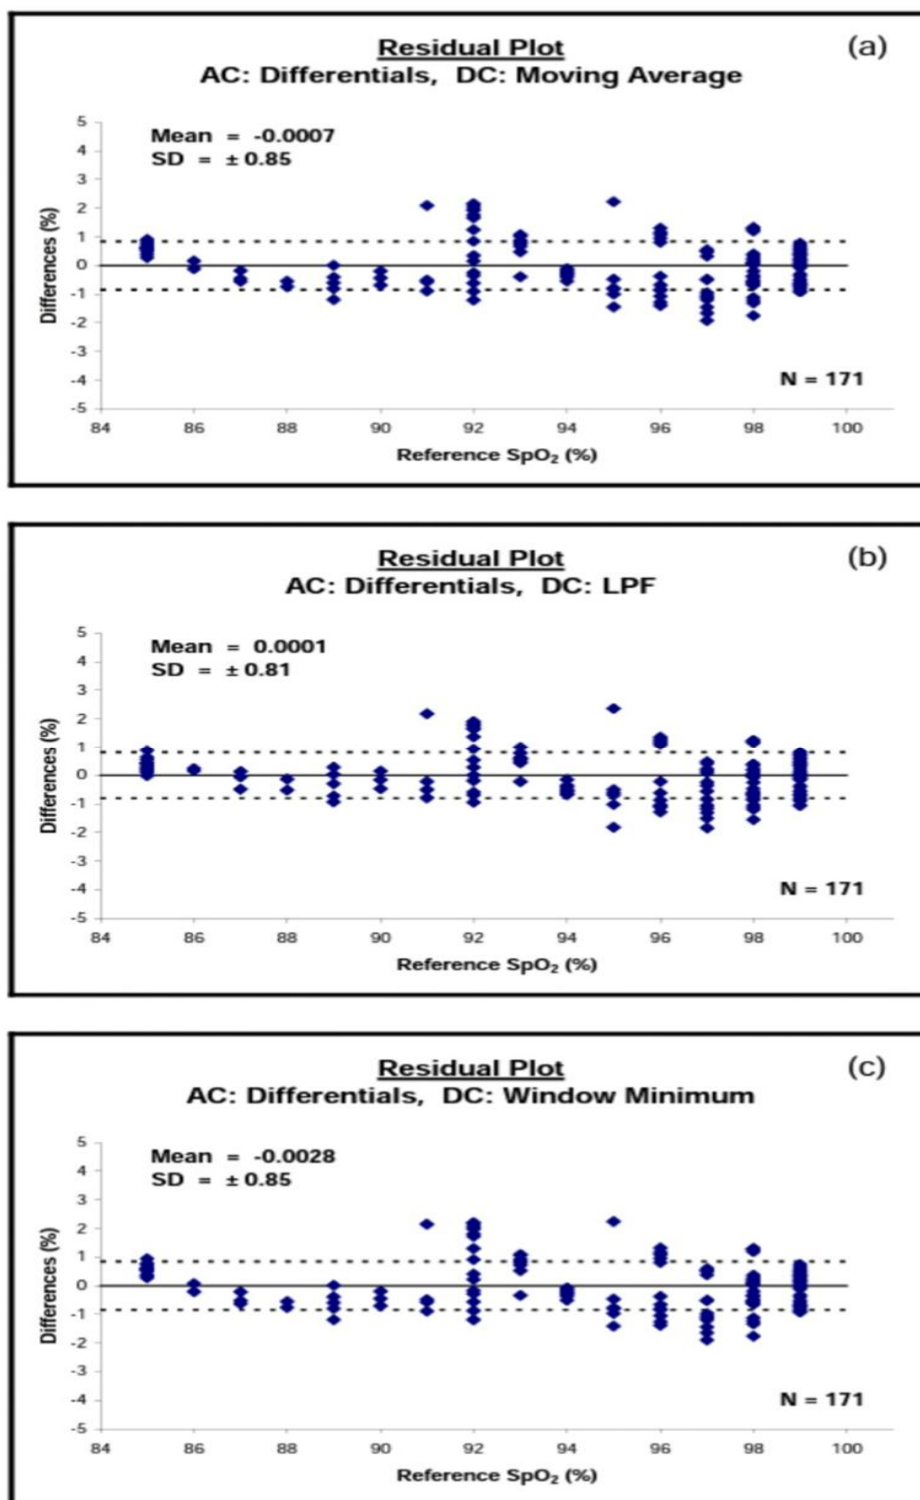 Residual Plot
(a)
AC: Differentials, DC: Moving Average
Mean = -0.0007
SD = ± 0.85
Differences (%)
5
4
3
2
1
0
-1
-2
-3
-4
-5
N = 171
84 86 88 90 92 94 96 98 100
Reference SpO₂ (%)
Residual Plot
(b)
AC: Differentials, DC: LPF
Mean = 0.0001
SD = ± 0.81
Differences (%)
5
4
3
2
1
0
-1
-2
-3
-4
-5
N = 171
84 86 88 90 92 94 96 98 100
Reference SpO₂ (%)
Residual Plot
(c)
AC: Differentials, DC: Window Minimum
Mean = -0.0028
SD = ± 0.85
Differences (%)
5
4
3
2
1
0
-1
-2
-3
-4
-5
N = 171
84 86 88 90 92 94 96 98 100
Reference SpO₂ (%)